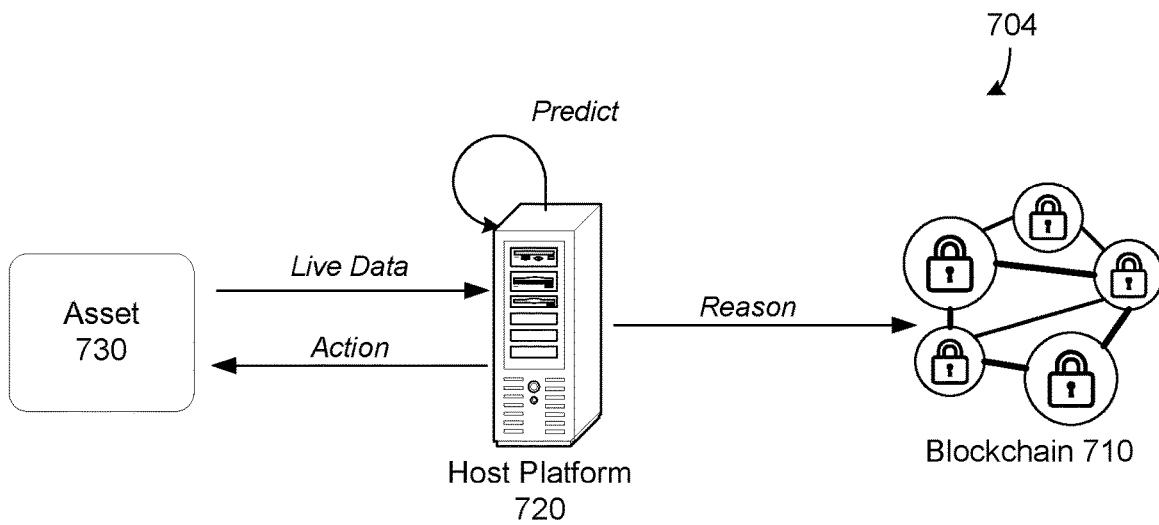 704
Predict
Live Data
Asset
730
Action
Reason
Blockchain 710
Host Platform
720